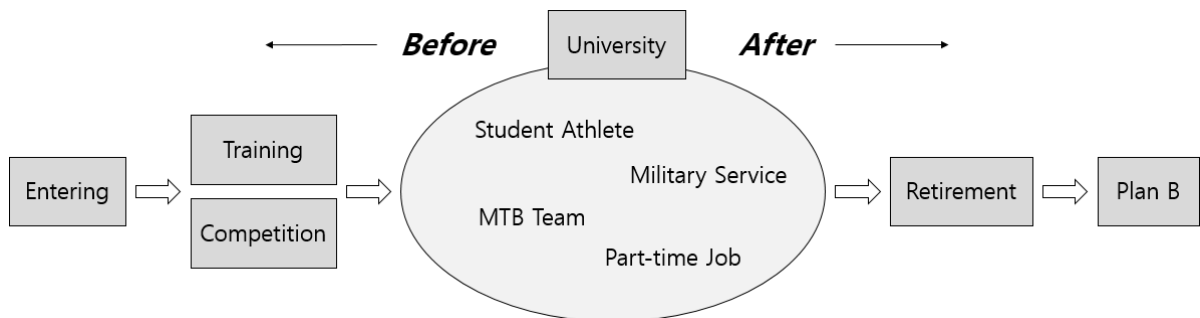 Before
University
After
Student Athlete
Training
Military Service
Entering
Retirement
Plan B
MTB Team
Competition
Part-time Job